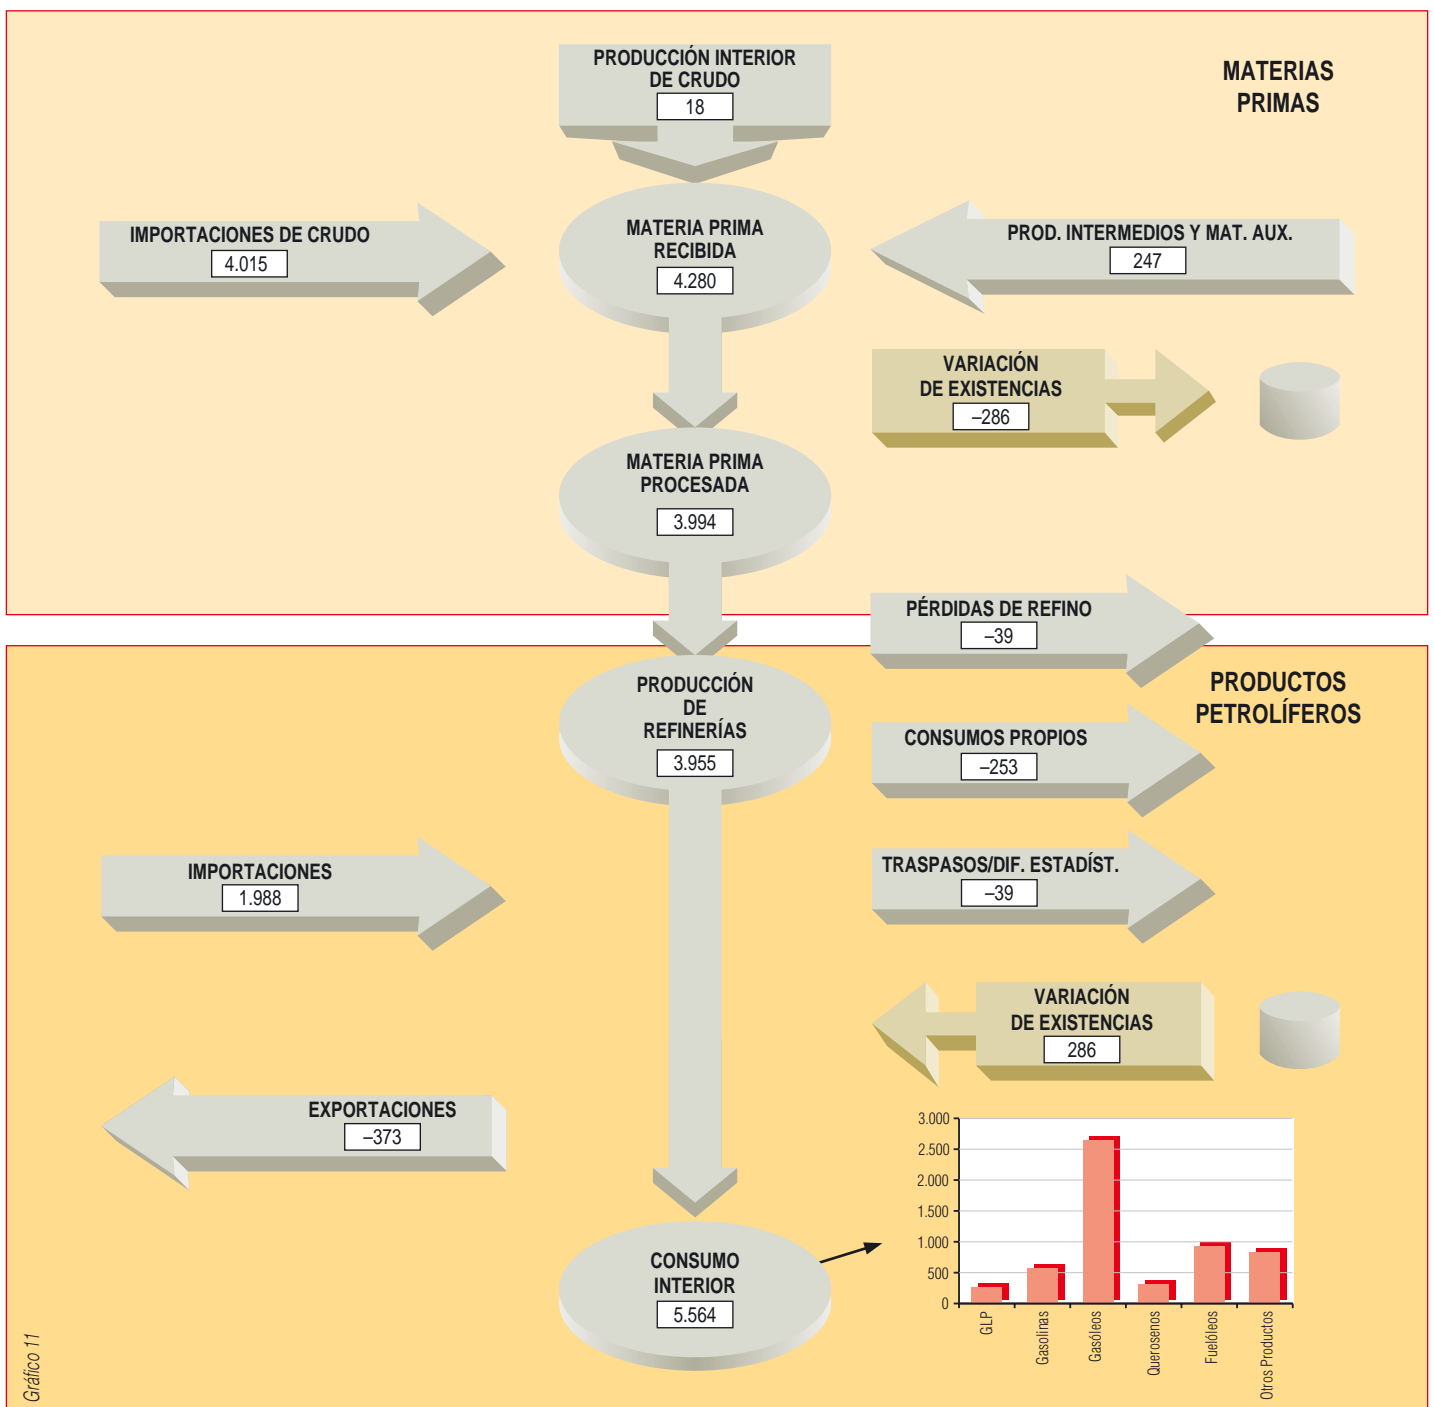 PRODUCCIÓN INTERIOR
DE CRUDO
18
MATERIAS
PRIMAS
IMPORTACIONES DE CRUDO
4.015
MATERIA PRIMA
RECIBIDA
4.280
PROD. INTERMEDIOS Y MAT. AUX.
247
VARIACIÓN
DE EXISTENCIAS
–286
MATERIA PRIMA
PROCESADA
3.994
PÉRDIDAS DE REFINO
–39
PRODUCTOS
PETROLÍFEROS
PRODUCCIÓN
DE
REFINERÍAS
3.955
CONSUMOS PROPIOS
–253
IMPORTACIONES
1.988
TRASPASOS/DIF. ESTADÍST.
–39
VARIACIÓN
DE EXISTENCIAS
286
EXPORTACIONES
–373
CONSUMO
INTERIOR
5.564
3.000
2.500
2.000
1.500
1.000
500
0
GLP
Gasolinas
Gasóleos
Querosenos
Fuelóleos
Otros Productos
Gráfico 11